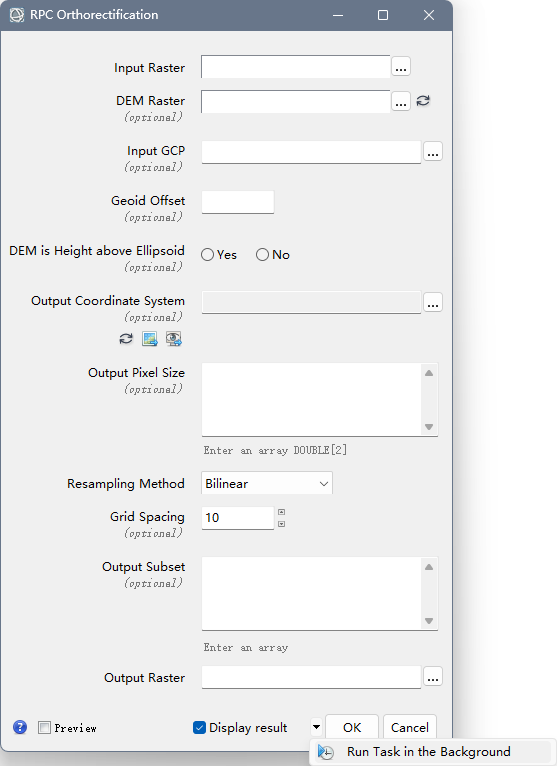 RPC Orthorectification
Input Raster
...
DEM Raster
(optional)
...
Input GCP
(optional)
...
Geoid Offset
(optional)
DEM is Height above Ellipsoid
(optional)
Yes
No
Output Coordinate System
(optional)
...
Output Pixel Size
(optional)
Enter an array DOUBLE[2]
Resampling Method
Bilinear
Grid Spacing
(optional)
10
Output Subset
(optional)
Enter an array
Output Raster
...
? Preview
Display result
OK
Cancel
Run Task in the Background